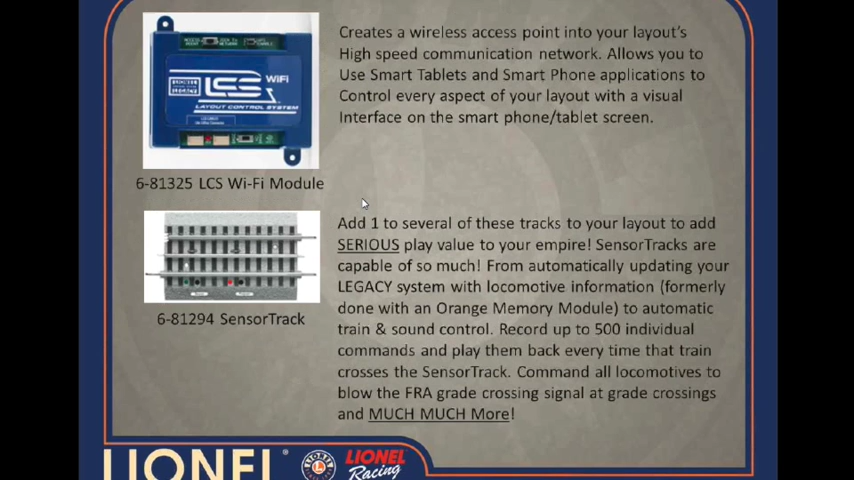 Creates a wireless access point into your layout's
High speed communication network. Allows you to
Use Smart Tablets and Smart Phone applications to
Control every aspect of your layout with a visual
Interface on the smart phone/tablet screen.
LCS WiFi
LAYOUT CONTROL SYSTEM
6-81325 LCS Wi-Fi Module
Add 1 to several of these tracks to your layout to add
SERIOUS play value to your empire! SensorTracks are
capable of so much! From automatically updating your
LEGACY system with locomotive information (formerly
done with an Orange Memory Module) to automatic
train & sound control. Record up to 500 individual
commands and play them back every time that train
crosses the SensorTrack. Command all locomotives to
blow the FRA grade crossing signal at grade crossings
and MUCH MUCH More!
6-81294 SensorTrack
LIONEL®
LIONEL
LIONEL
Racing